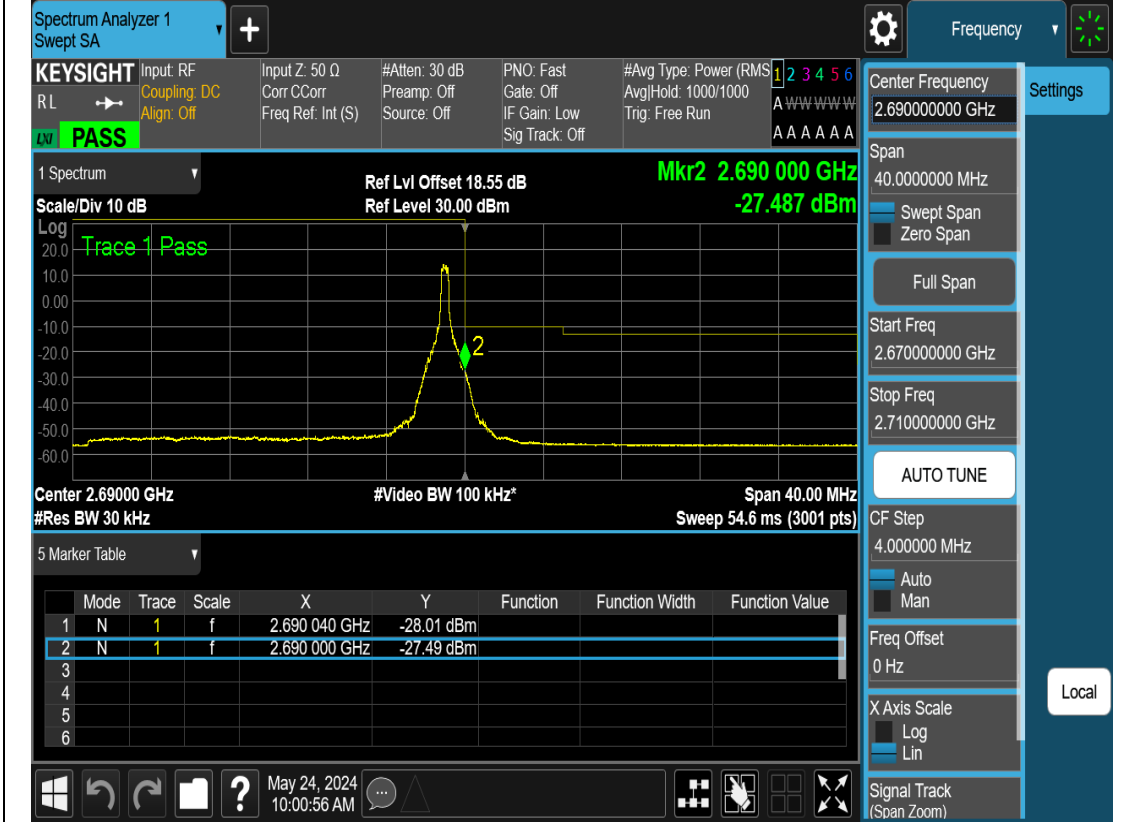 Spectrum Analyzer 1
Swept SA
+
Frequency
KEYSIGHT
RL
LXI
PASS
Input: RF
Coupling: DC
Align: Off
Input Z: 50 Ω
Corr CCorr
Freq Ref: Int (S)
#Atten: 30 dB
Preamp: Off
Source: Off
PNO: Fast
Gate: Off
IF Gain: Low
Sig Track: Off
#Avg Type: Power (RMS
Avg|Hold: 1000/1000
Trig: Free Run
1 2 3 4 5 6
A W W W W W
A A A A A A
1 Spectrum
Scale/Div 10 dB
Ref Lvl Offset 18.55 dB
Ref Level 30.00 dBm
Mkr2 2.690 000 GHz
-27.487 dBm
Log
Trace 1 Pass
20.0
10.0
0.00
-10.0
-20.0
-30.0
-40.0
-50.0
-60.0
2
Center 2.69000 GHz
#Res BW 30 kHz
#Video BW 100 kHz*
Span 40.00 MHz
Sweep 54.6 ms (3001 pts)
5 Marker Table
Mode Trace Scale X Y Function Function Width Function Value
1 N 1 f 2.690 040 GHz -28.01 dBm
2 N 1 f 2.690 000 GHz -27.49 dBm
3
4
5
6
?
May 24, 2024
10:00:56 AM
Center Frequency
2.690000000 GHz
Span
40.0000000 MHz
Swept Span
Zero Span
Full Span
Start Freq
2.670000000 GHz
Stop Freq
2.710000000 GHz
AUTO TUNE
CF Step
4.000000 MHz
Auto
Man
Freq Offset
0 Hz
X Axis Scale
Log
Lin
Signal Track
(Span Zoom)
Settings
Local